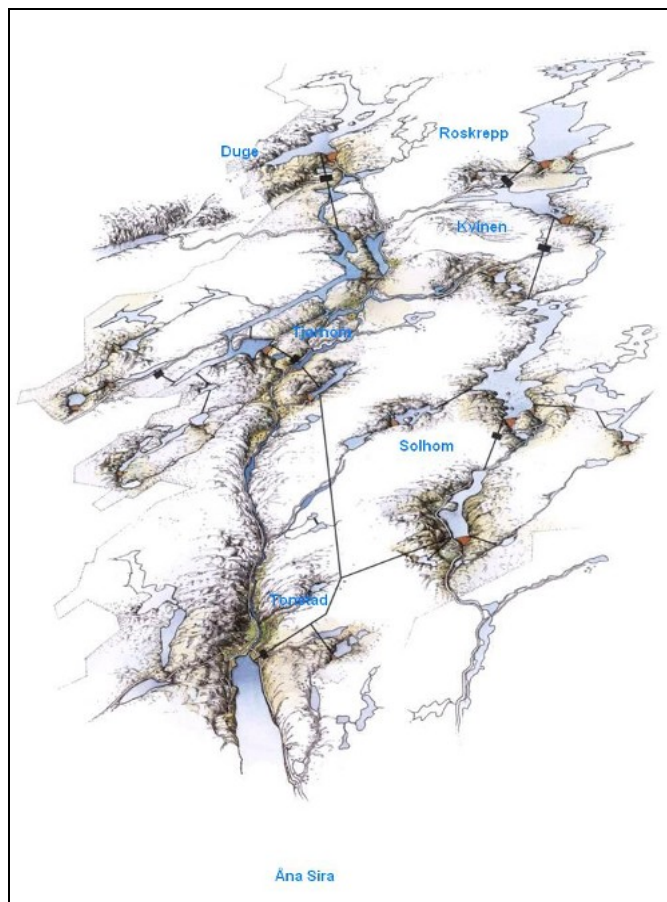 Roskrepp
Duge
Kvinen
Tjørhom
Solhom
Tonstad
Åna Sira